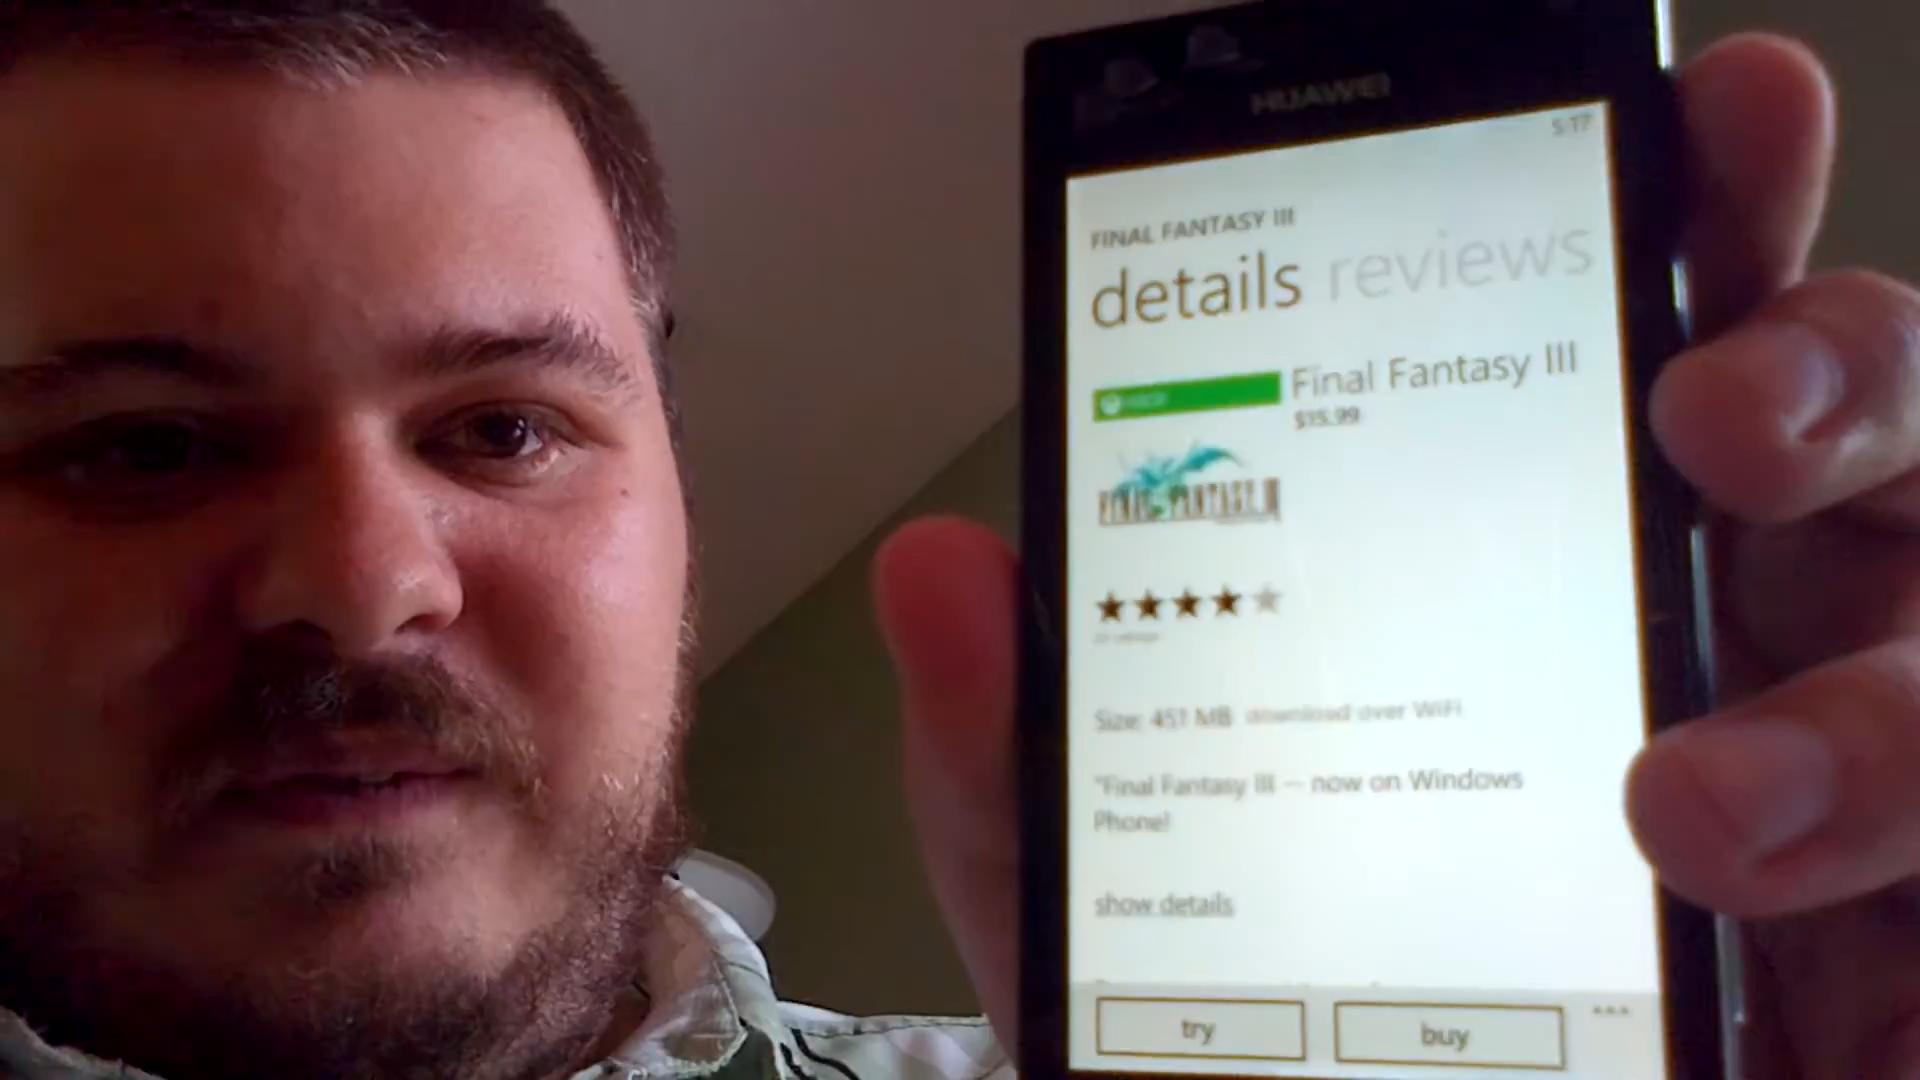 HUAWEI
5:17
FINAL FANTASY III
details reviews
Final Fantasy III
$15.99
XBOX
FINAL FANTASY III
Size: 451 MB download over WiFi
"Final Fantasy III — now on Windows
Phone!
show details
try buy